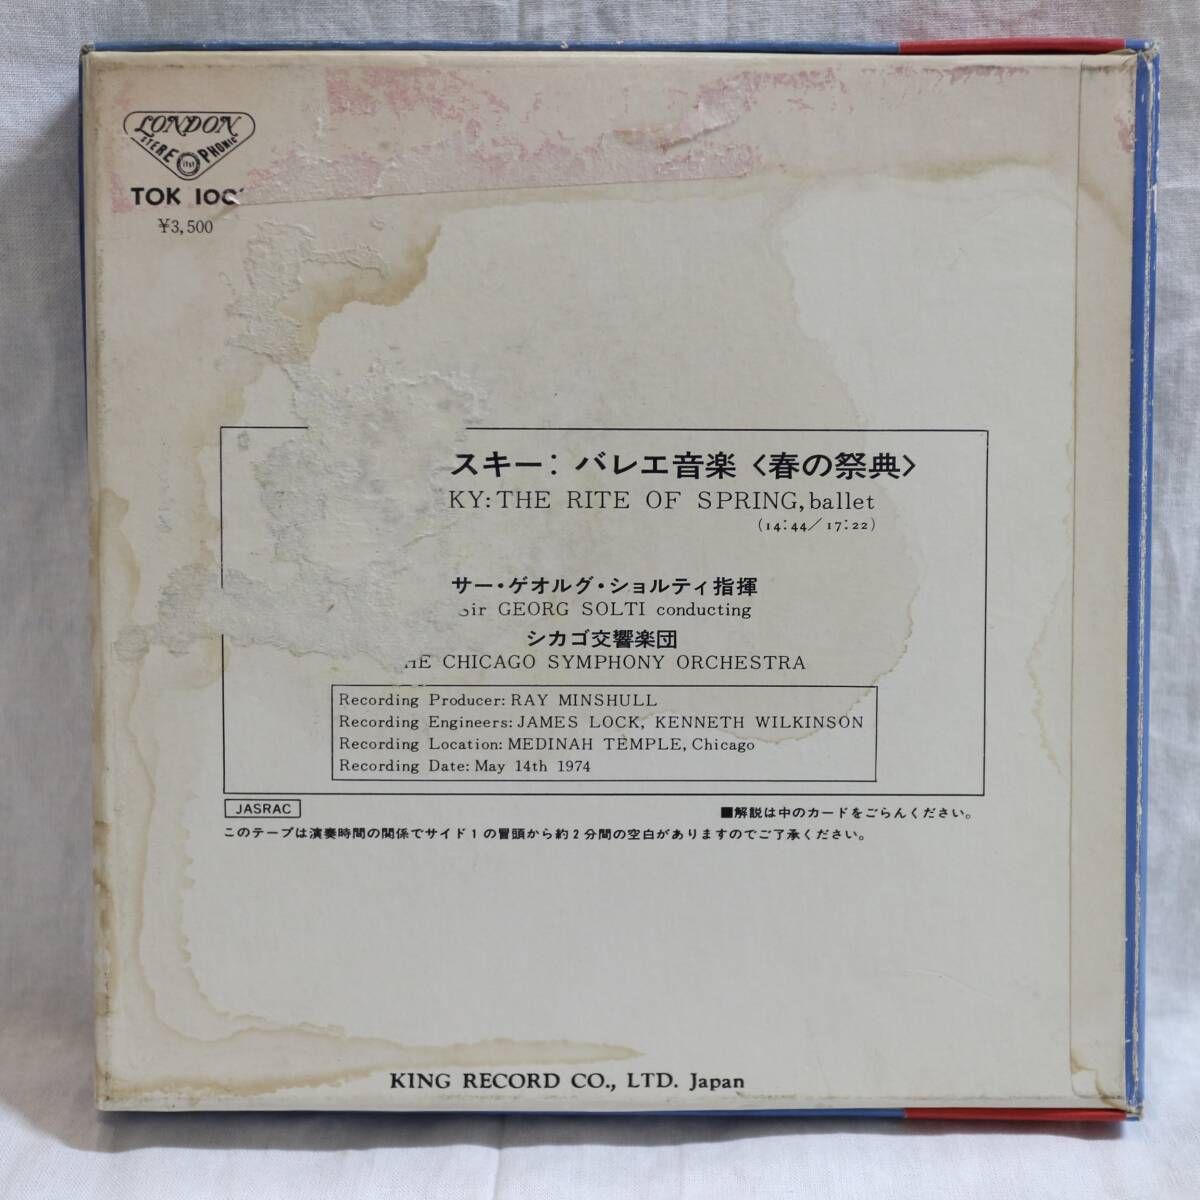 LONDON
STEREOPHONIC
TOK 100
¥3,500
スキー: バレエ音楽〈春の祭典〉
KY: THE RITE OF SPRING, ballet
(14:44/17:22)
サー・ゲオルグ・ショルティ指揮
Sir GEORG SOLTI conducting
シカゴ交響楽団
HE CHICAGO SYMPHONY ORCHESTRA
Recording Producer: RAY MINSHULL
Recording Engineers: JAMES LOCK, KENNETH WILKINSON
Recording Location: MEDINAH TEMPLE, Chicago
Recording Date: May 14th 1974
JASRAC
■解説は中のカードをごらんください。
このテープは演奏時間の関係でサイド1の冒頭から約2分間の空白がありますのでご了承ください。
KING RECORD CO., LTD. Japan